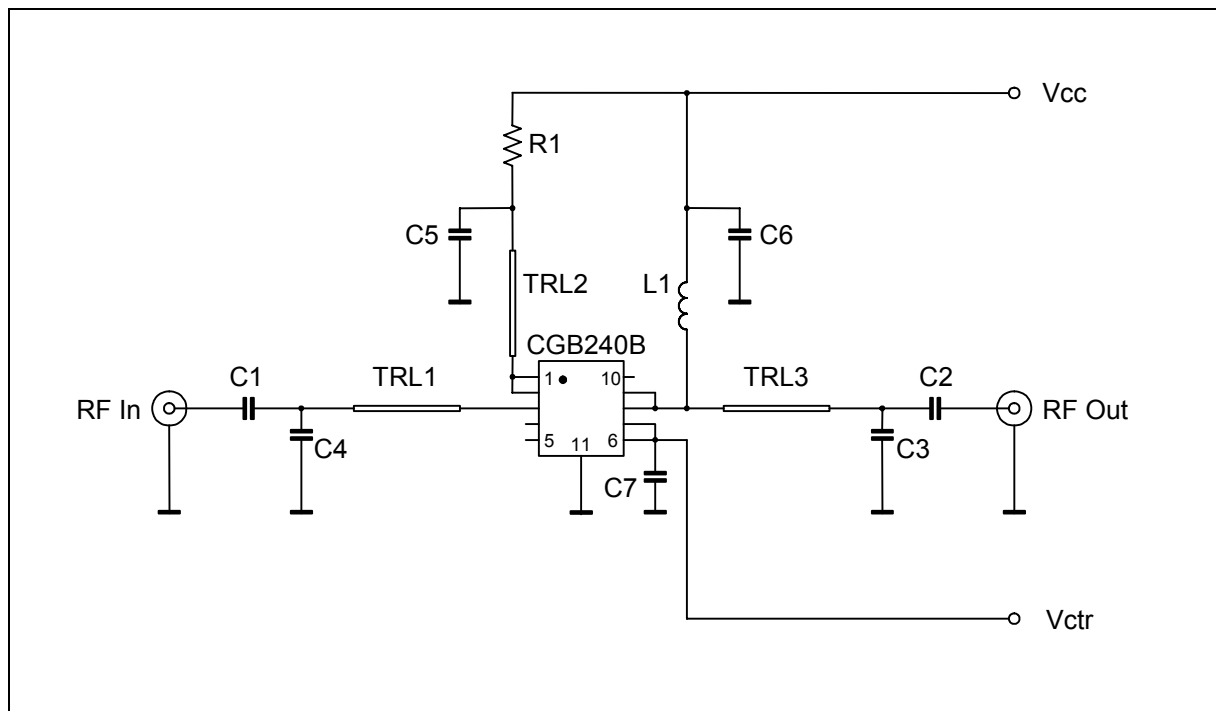 Vcc
R1
C5
C6
TRL2
L1
CGB240B
C1
TRL1
1
10
TRL3
C2
RF In
RF Out
C4
5
11
6
C3
C7
Vctr